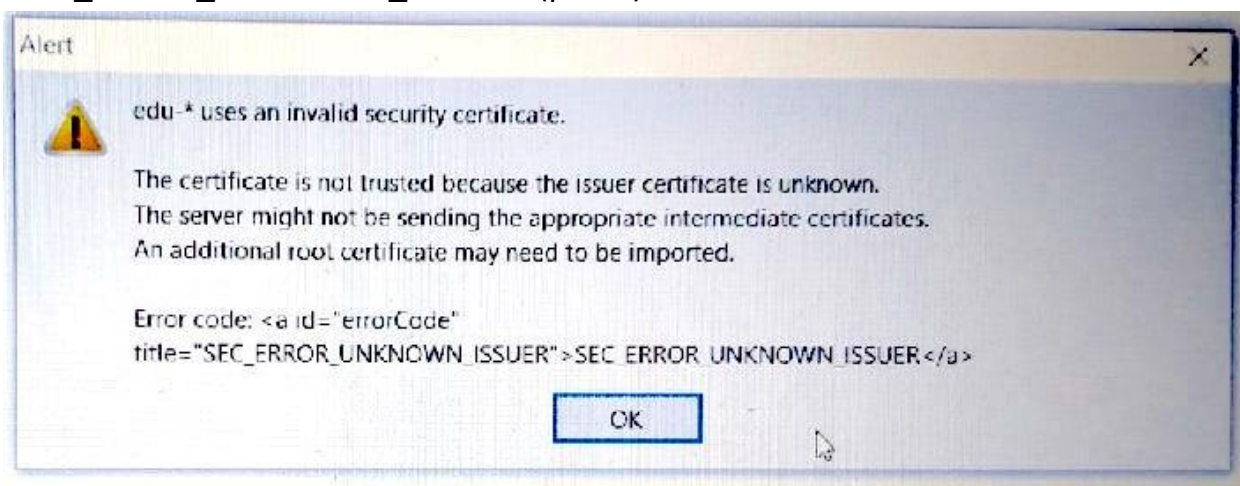 Alert
edu-* uses an invalid security certificate.
The certificate is not trusted because the issuer certificate is unknown.
The server might not be sending the appropriate intermediate certificates.
An additional root certificate may need to be imported.
Error code: <a id="errorCode"
title="SEC_ERROR_UNKNOWN_ISSUER">SEC_ERROR_UNKNOWN_ISSUER</a>
OK